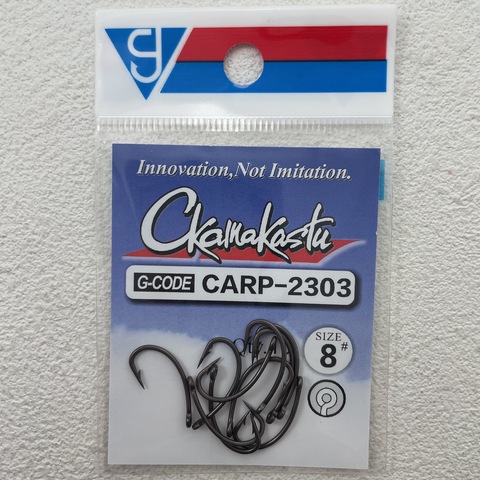 Innovation, Not Imitation.
Ckamakastu
G-CODE CARP-2303
SIZE
8#